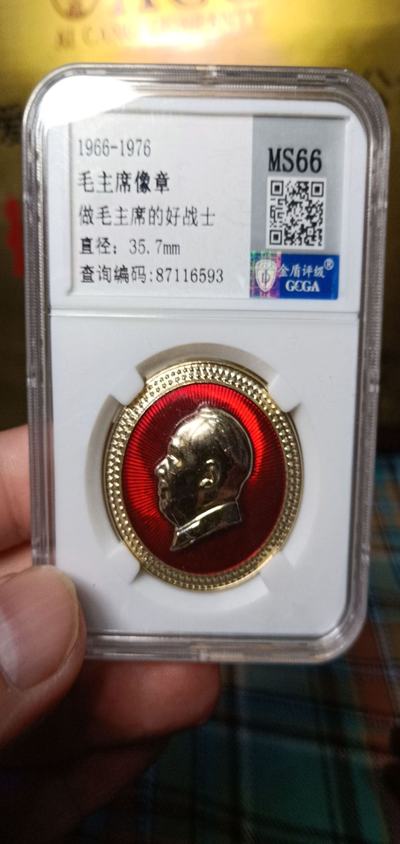 1966-1976
毛主席像章
做毛主席的好战士
直径：35.7mm
查询编码:87116593
MS66
金盾评级®
GCGA